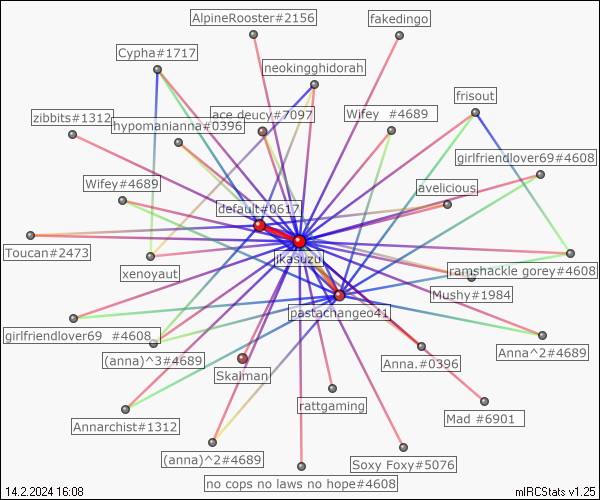 AlpineRooster#2156
fakedingo
Cypha#1717
neokingghidorah
frisout
zibbits#1312
hypomanianna#0396
ace deucy#7097
Wifey  #4689
girlfriendlover69#4608
Wifey#4689
avelicious
default#0617
Toucan#2473
ikasuzu
xenoyaut
ramshackle gorey#4608
Mushy#1984
pastachangeo41
girlfriendlover69  #4608
(anna)^3#4689
Anna.#0396
Anna^2#4689
Skaiman
rattgaming
Mad #6901
Annarchist#1312
(anna)^2#4689
Soxy Foxy#5076
no cops no laws no hope#4608
14.2.2024 16:08
mIRCStats v1.25